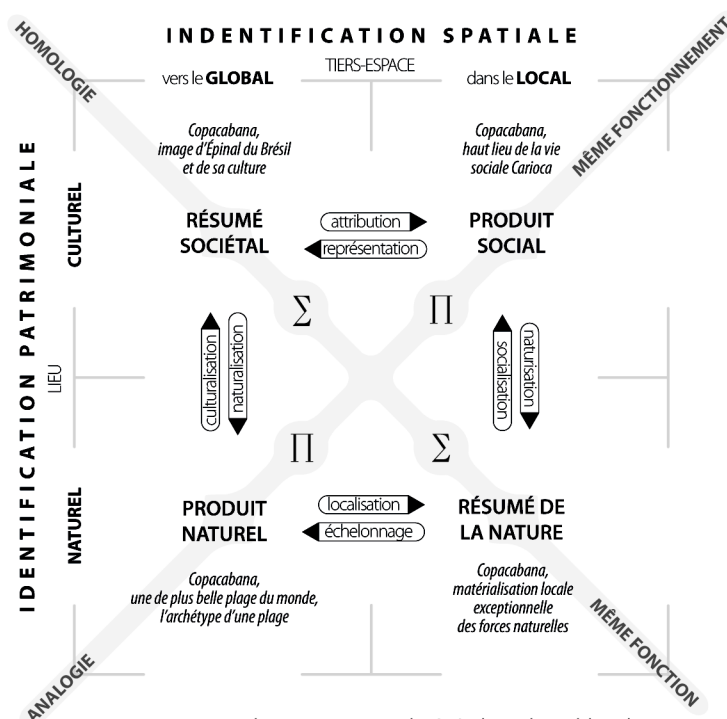 INDENTIFICATION SPATIALE
HOMOLOGIE
vers le GLOBAL
TIERS-ESPACE
dans le LOCAL
MÊME FONCTIONNEMENT
Copacabana,
image d'Épinal du Brésil
et de sa culture
Copacabana,
haut lieu de la vie
sociale Carioca
IDENTIFICATION PATRIMONIALE
CULTUREL
RÉSUMÉ
SOCIÉTAL
attribution
représentation
PRODUIT
SOCIAL
Σ
Π
LIEU
culturalisation
naturalisation
socialisation
naturisation
Π
Σ
NATUREL
PRODUIT
NATUREL
localisation
échelonnage
RÉSUMÉ DE
LA NATURE
Copacabana,
une de plus belle plage du monde,
l'archétype d'une plage
Copacabana,
matérialisation locale
exceptionnelle
des forces naturelles
ANALOGIE
MÊME FONCTION